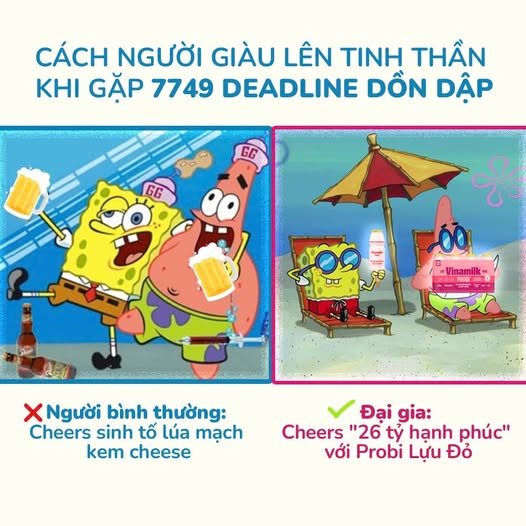 CÁCH NGƯỜI GIÀU LÊN TINH THẦN
KHI GẶP 7749 DEADLINE DỒN DẬP
GG
GG
Vinamilk
PROBI
Người bình thường:
Cheers sinh tố lúa mạch
kem cheese
Đại gia:
Cheers "26 tỷ hạnh phúc"
với Probi Lựu Đỏ